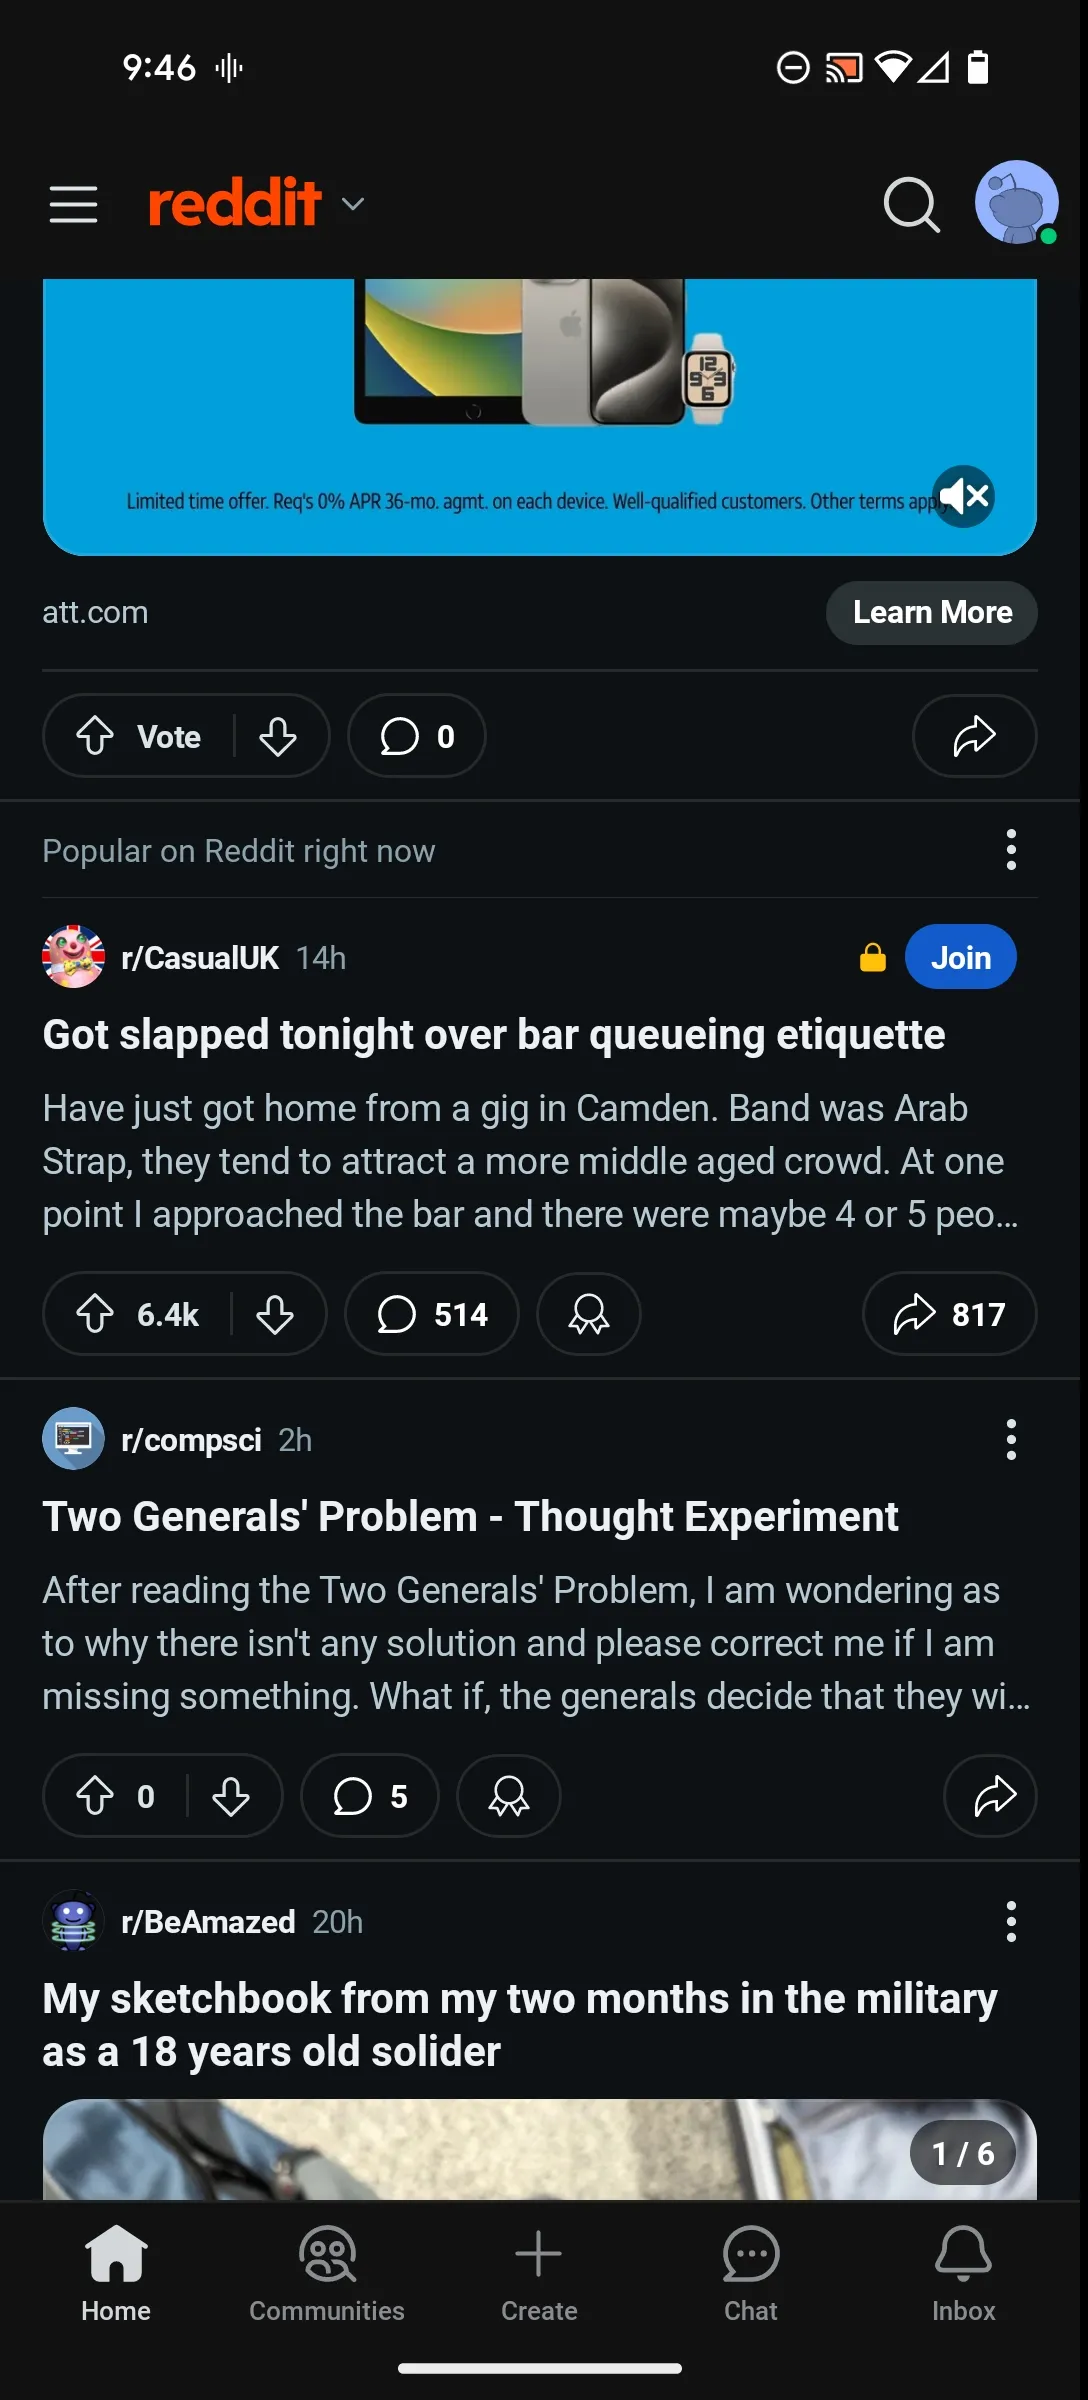 9:46
reddit
12
9 3
6
Limited time offer. Req's 0% APR 36-mo. agmt. on each device. Well-qualified customers. Other terms apply
att.com
Learn More
Vote
0
Popular on Reddit right now
r/CasualUK 14h
Join
Got slapped tonight over bar queueing etiquette
Have just got home from a gig in Camden. Band was Arab
Strap, they tend to attract a more middle aged crowd. At one
point I approached the bar and there were maybe 4 or 5 peo…
6.4k
514
817
r/compsci 2h
Two Generals' Problem - Thought Experiment
After reading the Two Generals' Problem, I am wondering as
to why there isn't any solution and please correct me if I am
missing something. What if, the generals decide that they wi…
0
5
r/BeAmazed 20h
My sketchbook from my two months in the military
as a 18 years old solider
1 / 6
Home
Communities
Create
Chat
Inbox